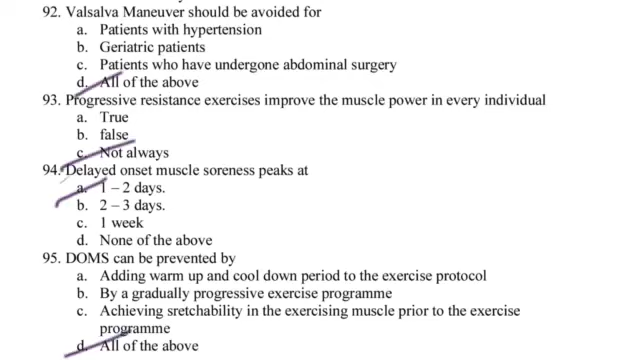 92. Valsalva Maneuver should be avoided for
a. Patients with hypertension
b. Geriatric patients
c. Patients who have undergone abdominal surgery
d. All of the above
93. Progressive resistance exercises improve the muscle power in every individual
a. True
b. false
c. Not always
94. Delayed onset muscle soreness peaks at
a. 1 – 2 days.
b. 2 – 3 days.
c. 1 week
d. None of the above
95. DOMS can be prevented by
a. Adding warm up and cool down period to the exercise protocol
b. By a gradually progressive exercise programme
c. Achieving sretchability in the exercising muscle prior to the exercise
programme
d. All of the above